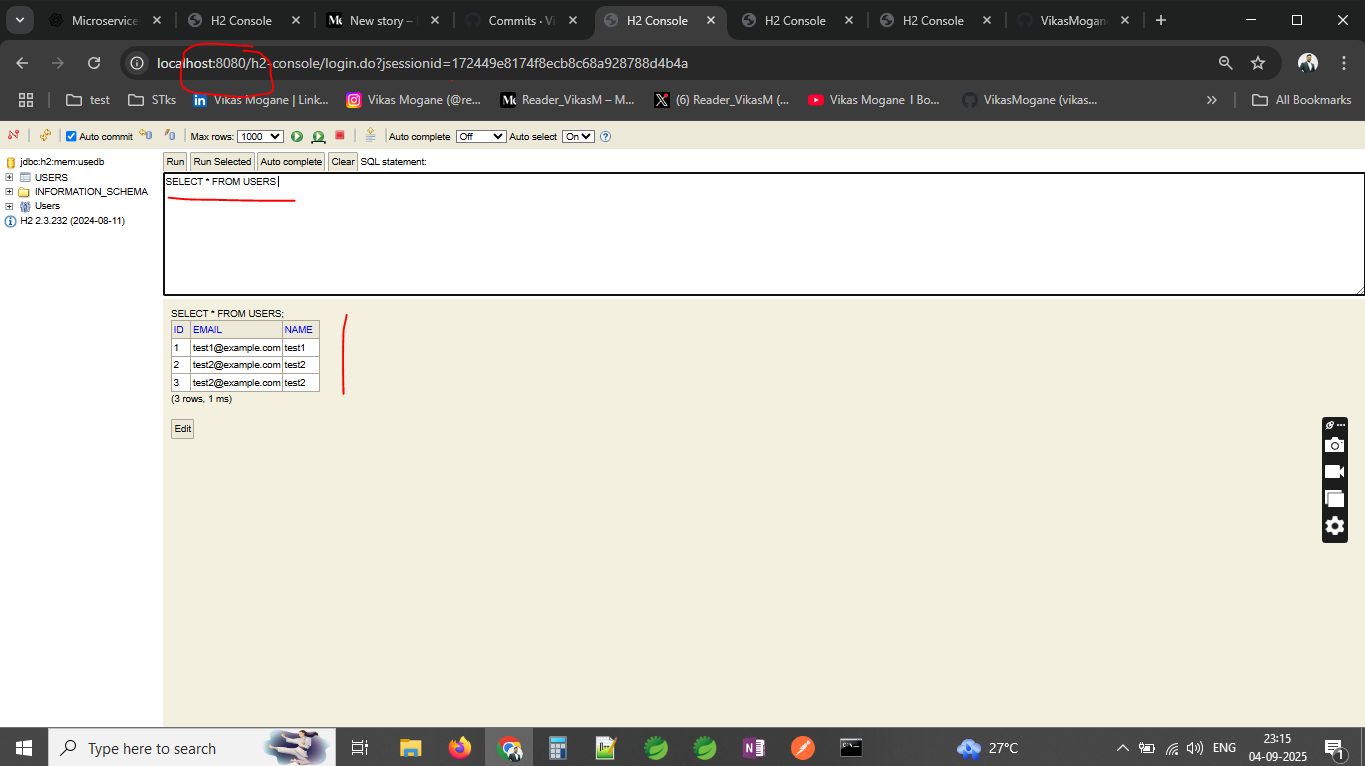 Microservice
H2 Console
New story –
Commits · Vi
H2 Console
H2 Console
H2 Console
VikasMogan
localhost:8080/h2-console/login.do?jsessionid=172449e8174f8ecb8c68a928788d4b4a
test
STks
in
Vikas Mogane | Link...
Vikas Mogane (@re...
Reader_VikasM – M...
(6) Reader_VikasM (...
Vikas Mogane I Bo...
VikasMogane (vikas...
»
All Bookmarks
Auto commit
Max rows:
1000
Auto complete
Off
Auto select
On
?
jdbc:h2:mem:usedb
USERS
INFORMATION_SCHEMA
Users
H2 2.3.232 (2024-08-11)
Run
Run Selected
Auto complete
Clear
SQL statement:
SELECT * FROM USERS
SELECT * FROM USERS;
ID EMAIL NAME
1 test1@example.com test1
2 test2@example.com test2
3 test2@example.com test2
(3 rows, 1 ms)
Edit
Type here to search
27°C
ENG
23:15
04-09-2025
1